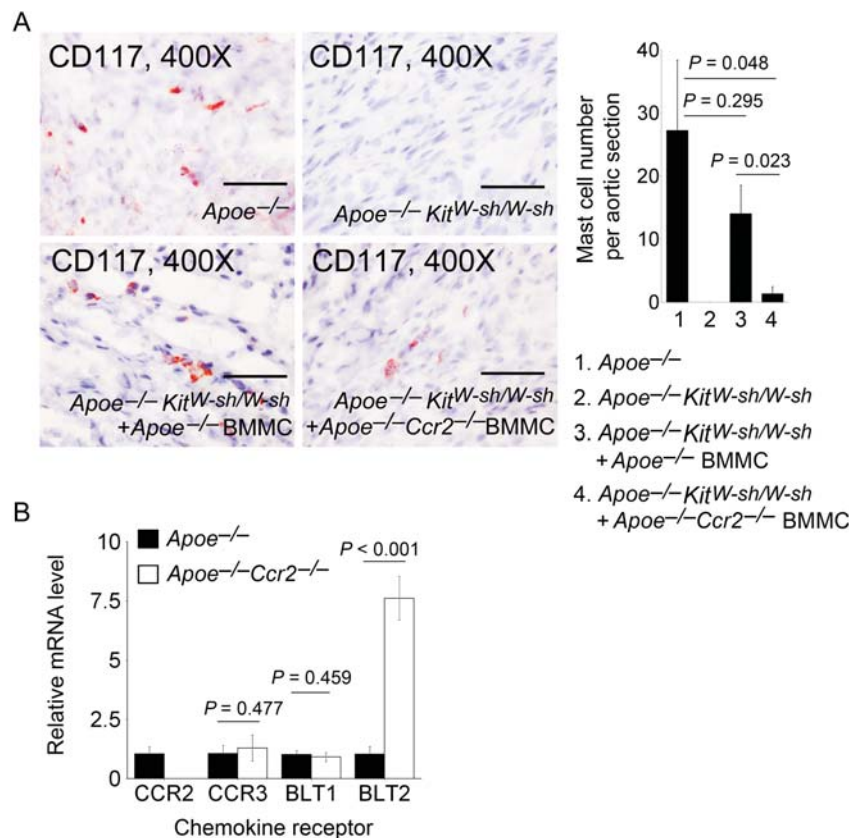 A
CD117, 400X
Apoe–/–
CD117, 400X
Apoe–/– KitW-sh/W-sh
CD117, 400X
Apoe–/– KitW-sh/W-sh
+Apoe–/– BMMC
CD117, 400X
Apoe–/– KitW-sh/W-sh
+Apoe–/–Ccr2–/–BMMC
Mast cell number
per aortic section
40
30
20
10
0
P = 0.048
P = 0.295
P = 0.023
1 2 3 4
1. Apoe–/–
2. Apoe–/–KitW-sh/W-sh
3. Apoe–/–KitW-sh/W-sh
+ Apoe–/– BMMC
4. Apoe–/–KitW-sh/W-sh
+ Apoe–/–Ccr2–/– BMMC
B
Relative mRNA level
10
7.5
5
2.5
0
Apoe–/–
Apoe–/–Ccr2–/–
P < 0.001
P = 0.459
P = 0.477
CCR2 CCR3 BLT1 BLT2
Chemokine receptor